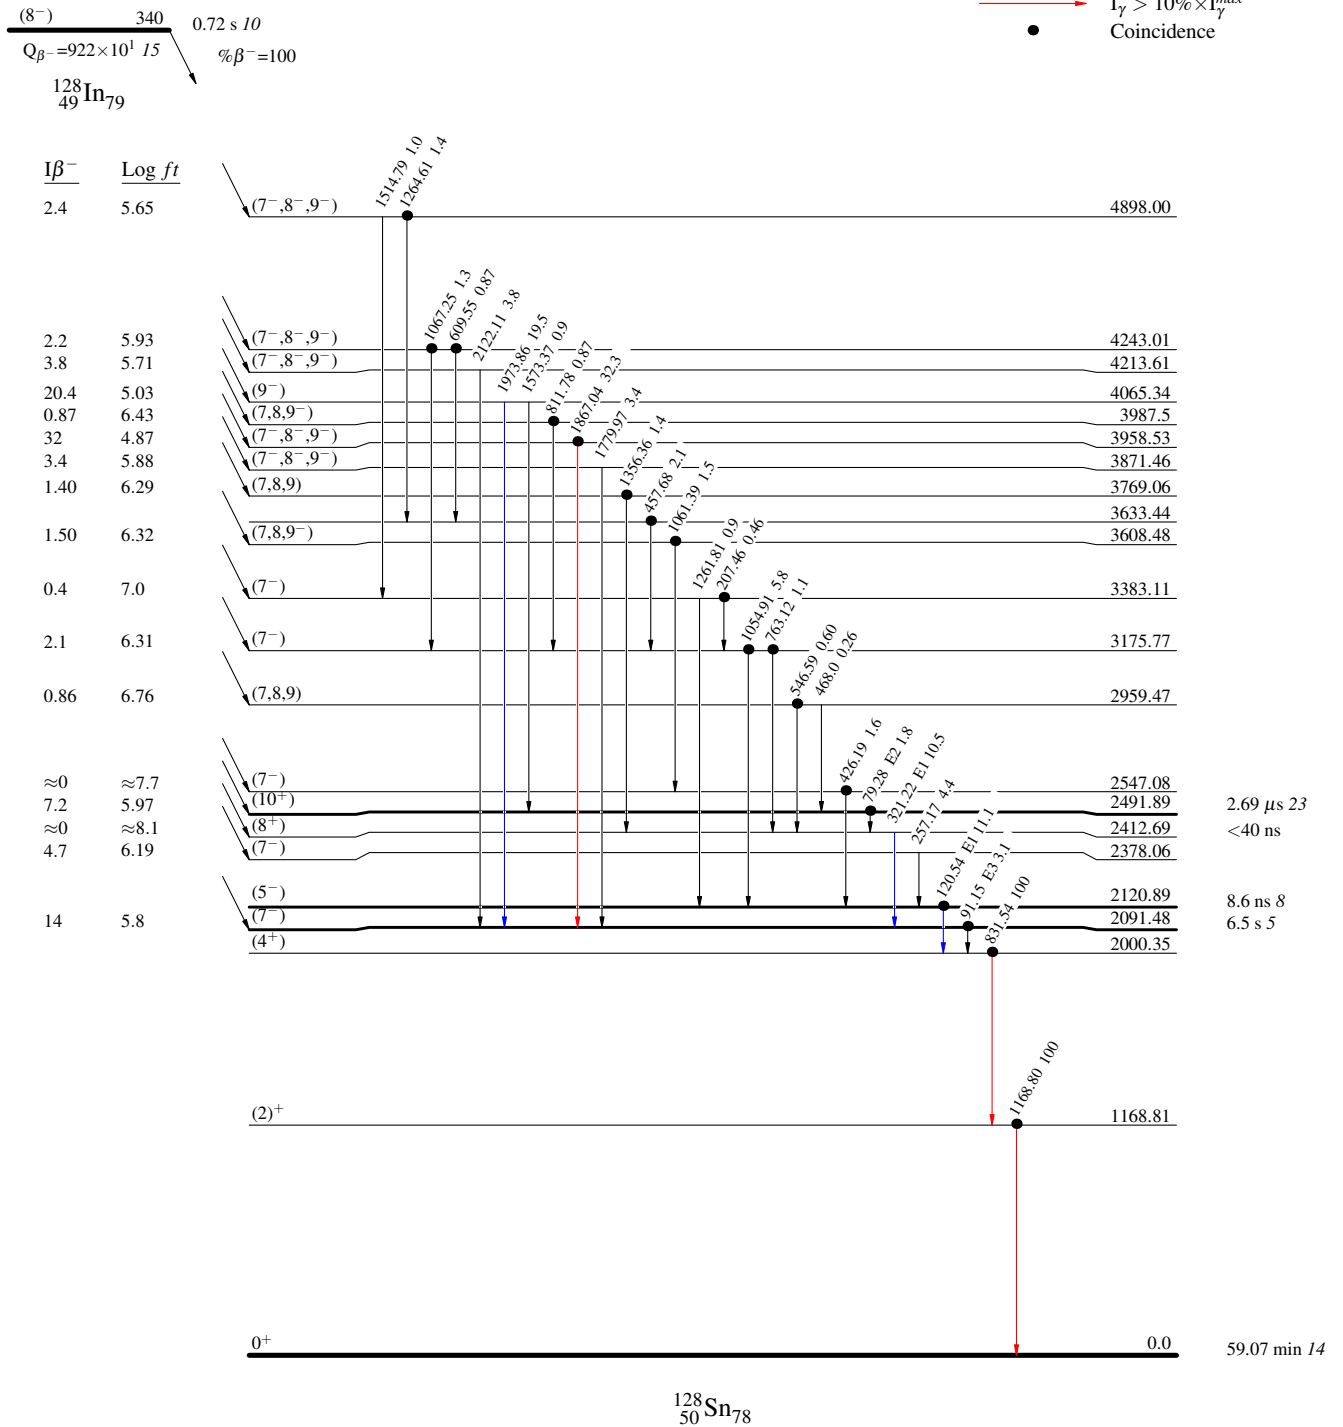 (8⁻) 340 0.72 s 10
I_γ > 10%×I_γ^max
Q_β⁻=922×10¹ 15
%β⁻=100
Coincidence
¹²⁸₄₉In₇₉
Iβ⁻ Log ft
1514.79 1.0
1264.61 1.4
2.4 5.65 (7⁻,8⁻,9⁻) 4898.00
1067.25 1.3
609.55 0.87
2122.11 3.8
1973.86 19.5
1573.37 0.9
811.78 0.87
1867.04 32.3
1779.97 3.4
1356.36 1.4
457.68 2.1
1061.39 1.5
1261.81 0.9
207.46 0.46
1054.91 5.8
763.12 1.1
546.59 0.60
468.0 0.26
426.19 1.6
79.28 E2 1.8
321.22 E1 10.5
257.17 4.4
120.54 E1 11.1
91.15 E3 3.1
831.54 100
1168.80 100
2.2 5.93 (7⁻,8⁻,9⁻) 4243.01
3.8 5.71 (7⁻,8⁻,9⁻) 4213.61
20.4 5.03 (9⁻) 4065.34
0.87 6.43 (7,8,9⁻) 3987.5
32 4.87 (7⁻,8⁻,9⁻) 3958.53
3.4 5.88 (7⁻,8⁻,9⁻) 3871.46
1.40 6.29 (7,8,9) 3769.06
3633.44
1.50 6.32 (7,8,9⁻) 3608.48
0.4 7.0 (7⁻) 3383.11
2.1 6.31 (7⁻) 3175.77
0.86 6.76 (7,8,9) 2959.47
≈0 ≈7.7 (7⁻) 2547.08
7.2 5.97 (10⁺) 2491.89 2.69 μs 23
≈0 ≈8.1 (8⁺) 2412.69 <40 ns
4.7 6.19 (7⁻) 2378.06
(5⁻) 2120.89 8.6 ns 8
14 5.8 (7⁻) 2091.48 6.5 s 5
(4⁺) 2000.35
(2)⁺ 1168.81
0⁺ 0.0 59.07 min 14
¹²⁸₅₀Sn₇₈